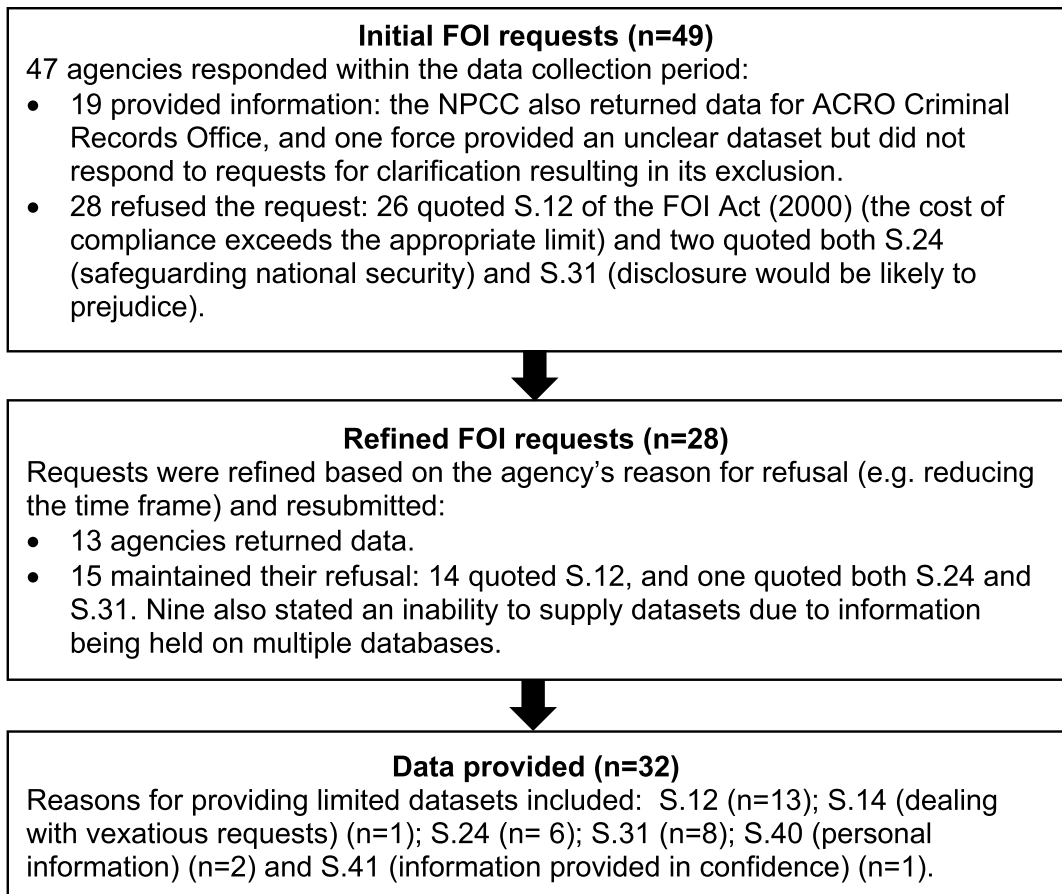 Initial FOI requests (n=49)
47 agencies responded within the data collection period:
• 19 provided information: the NPCC also returned data for ACRO Criminal
Records Office, and one force provided an unclear dataset but did not
respond to requests for clarification resulting in its exclusion.
• 28 refused the request: 26 quoted S.12 of the FOI Act (2000) (the cost of
compliance exceeds the appropriate limit) and two quoted both S.24
(safeguarding national security) and S.31 (disclosure would be likely to
prejudice).
Refined FOI requests (n=28)
Requests were refined based on the agency's reason for refusal (e.g. reducing
the time frame) and resubmitted:
• 13 agencies returned data.
• 15 maintained their refusal: 14 quoted S.12, and one quoted both S.24 and
S.31. Nine also stated an inability to supply datasets due to information
being held on multiple databases.
Data provided (n=32)
Reasons for providing limited datasets included:  S.12 (n=13); S.14 (dealing
with vexatious requests) (n=1); S.24 (n= 6); S.31 (n=8); S.40 (personal
information) (n=2) and S.41 (information provided in confidence) (n=1).